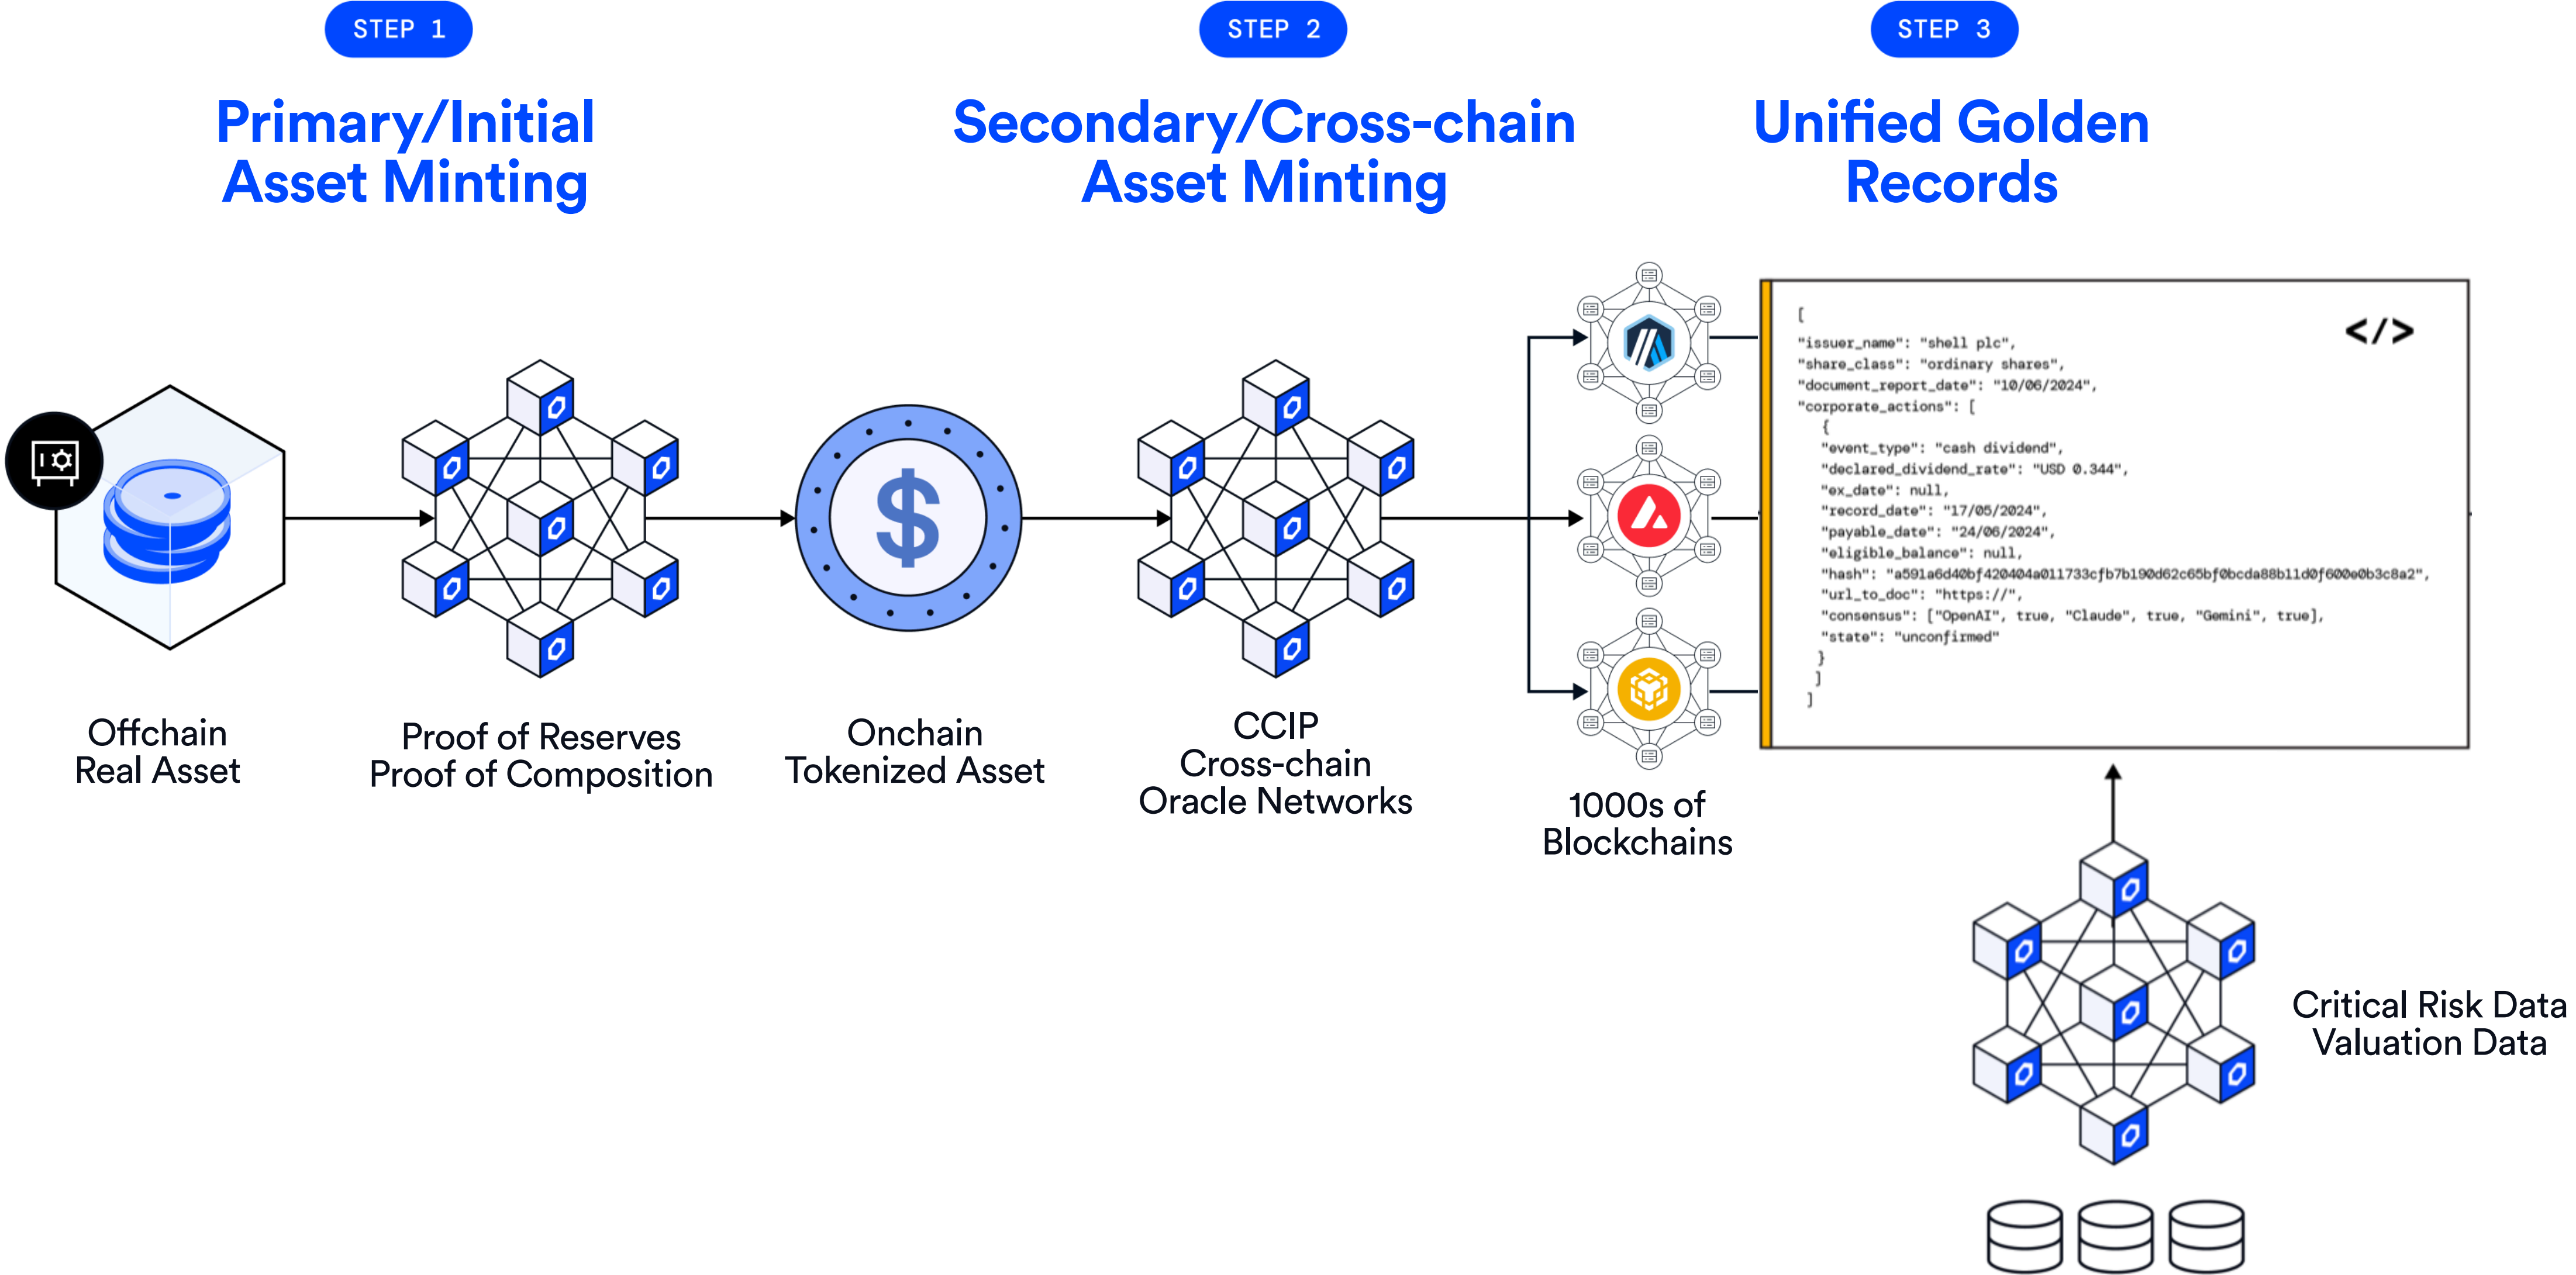 STEP 1
Primary/Initial
Asset Minting
STEP 2
Secondary/Cross-chain
Asset Minting
STEP 3
Unified Golden
Records
Offchain
Real Asset
Proof of Reserves
Proof of Composition
$
Onchain
Tokenized Asset
CCIP
Cross-chain
Oracle Networks
1000s of
Blockchains
</>
[
"issuer_name": "shell plc",
"share_class": "ordinary shares",
"document_report_date": "10/06/2024",
"corporate_actions": [
{
"event_type": "cash dividend",
"declared_dividend_rate": "USD 0.344",
"ex_date": null,
"record_date": "17/05/2024",
"payable_date": "24/06/2024",
"eligible_balance": null,
"hash": "a591a6d40bf420404a011733cfb7b190d62c65bf0bcda88b11d0f600e0b3c8a2",
"url_to_doc": "https://",
"consensus": ["OpenAI", true, "Claude", true, "Gemini", true],
"state": "unconfirmed"
}
]
]
Critical Risk Data
Valuation Data